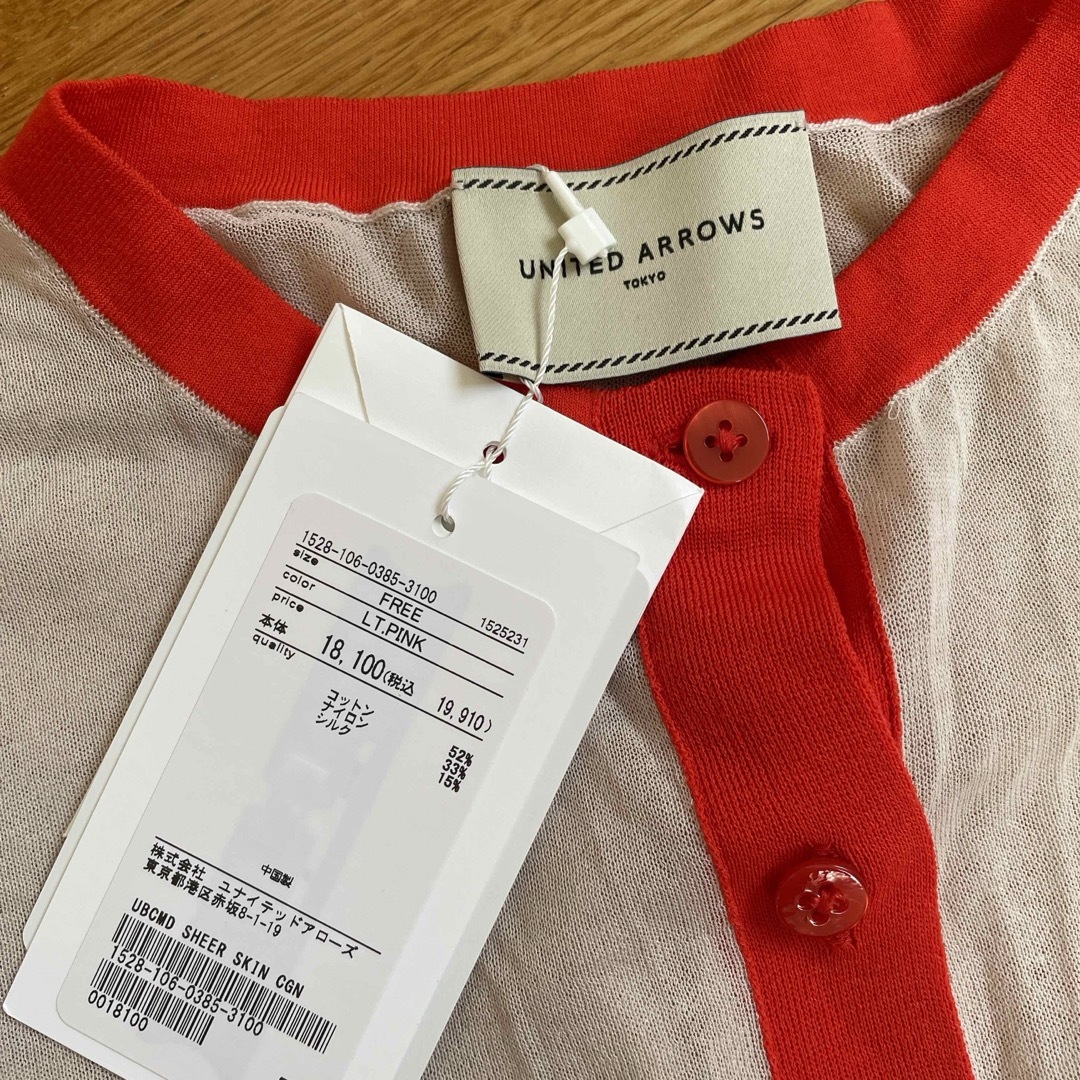 UNITED ARROWS
TOKYO
1528-106-0385-3100
size FREE 1525231
color LT.PINK
price
本体 18,100(税込 19,910)
quality
コットン 52%
ナイロン 33%
シルク 15%
中国製
株式会社 ユナイテッドアローズ
東京都港区赤坂8-1-19
UBCMD SHEER SKIN CGN
1528-106-0385-3100
0018100